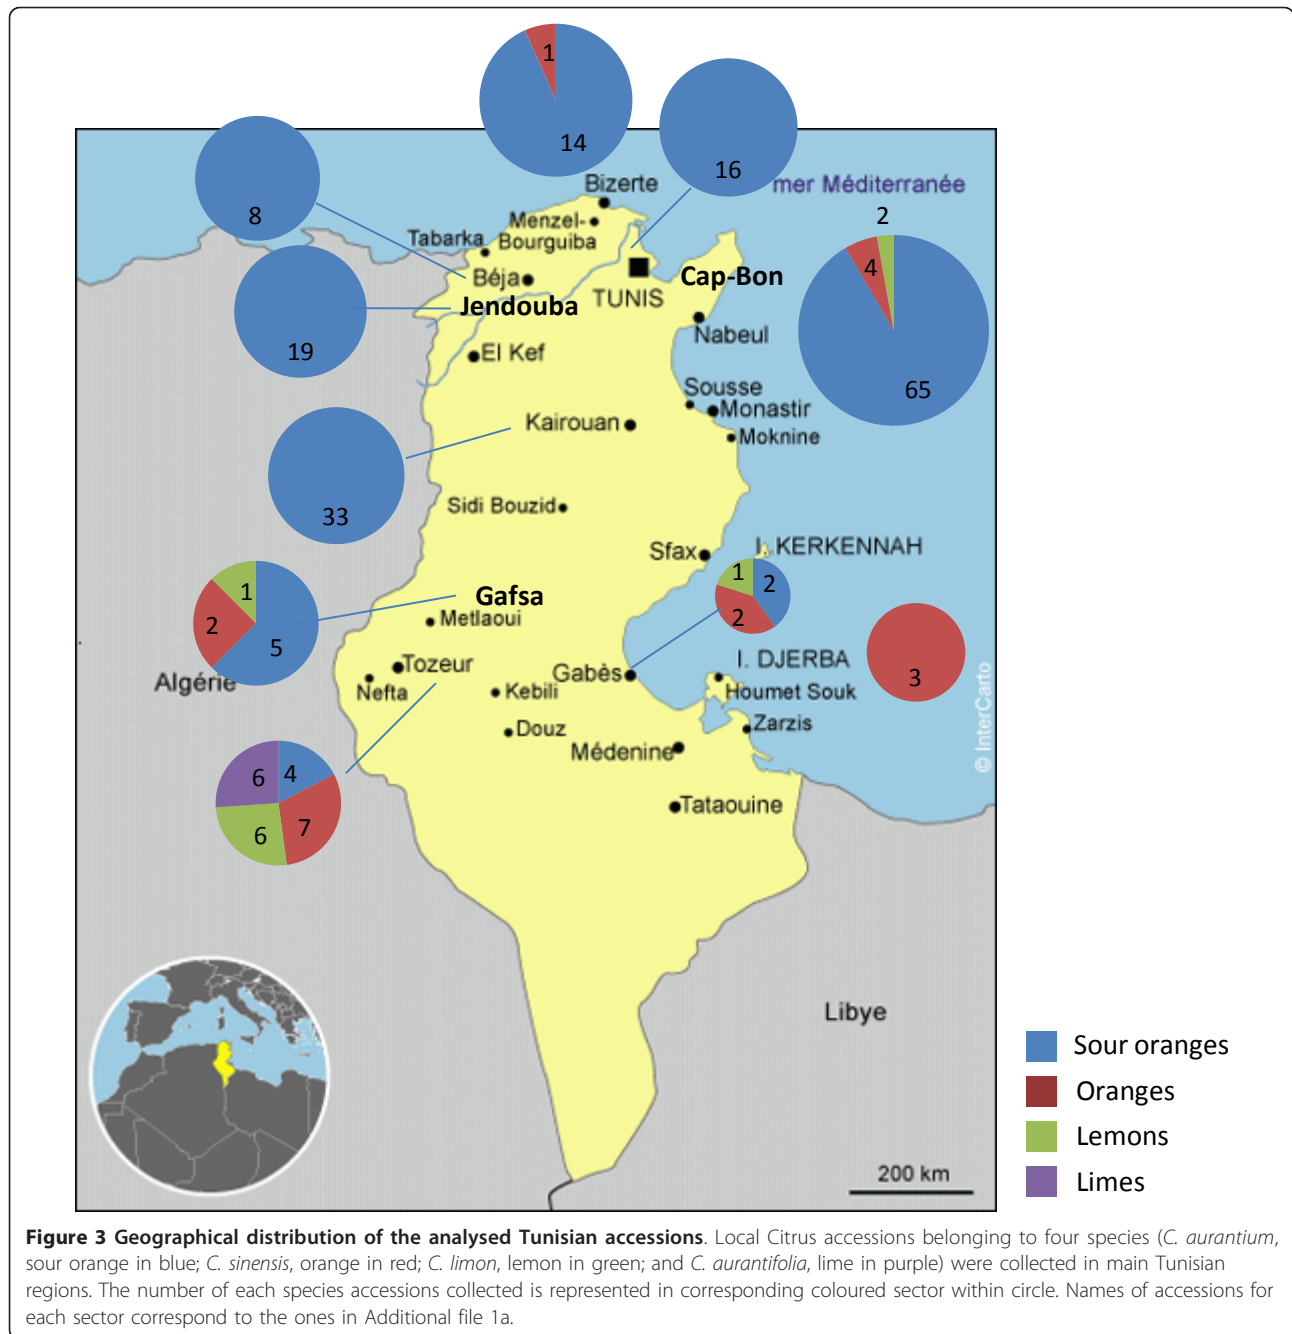 1
14
16
mer Méditerranée
Bizerte
8
2
Menzel-
Bourguiba
Tabarka
4
Béja
Cap-Bon
TUNIS
Jendouba
19
Nabeul
El Kef
65
Sousse
Monastir
Kairouan
Moknine
33
Sidi Bouzid
Sfax
I. KERKENNAH
1
2
2
1
2
5
Gafsa
Metlaoui
I. DJERBA
3
Tozeur
Gabès
Algérie
Nefta
Kebili
Houmet Souk
Douz
Zarzis
Médenine
© InterCarto
6
4
6
7
Tataouine
Libye
200 km
Sour oranges
Oranges
Lemons
Limes
Figure 3 Geographical distribution of the analysed Tunisian accessions. Local Citrus accessions belonging to four species (C. aurantium,
sour orange in blue; C. sinensis, orange in red; C. limon, lemon in green; and C. aurantifolia, lime in purple) were collected in main Tunisian
regions. The number of each species accessions collected is represented in corresponding coloured sector within circle. Names of accessions for
each sector correspond to the ones in Additional file 1a.